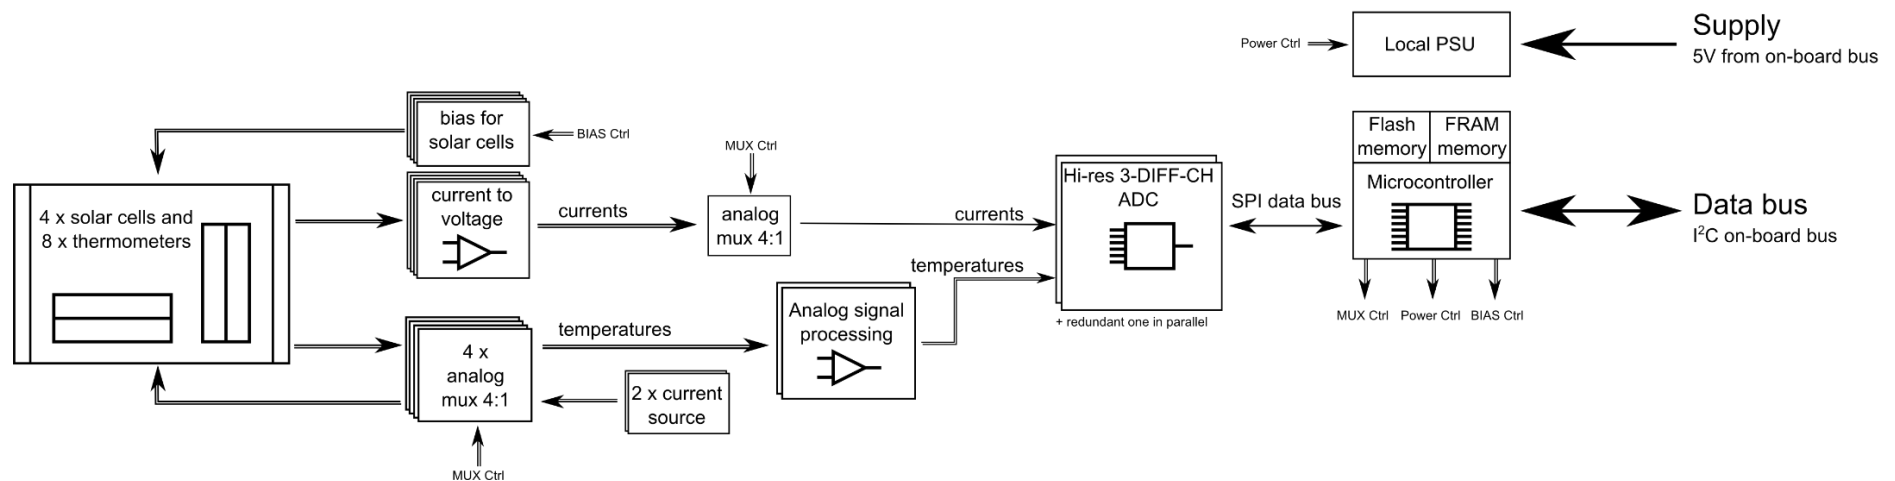 Supply
5V from on-board bus
Power Ctrl
Local PSU
bias for
solar cells
BIAS Ctrl
Flash
memory
FRAM
memory
MUX Ctrl
Hi-res 3-DIFF-CH
ADC
Microcontroller
current to
voltage
4 x solar cells and
8 x thermometers
currents
analog
mux 4:1
currents
SPI data bus
Data bus
I²C on-board bus
temperatures
Analog signal
processing
+ redundant one in parallel
MUX Ctrl
Power Ctrl
BIAS Ctrl
temperatures
4 x
analog
mux 4:1
2 x current
source
MUX Ctrl